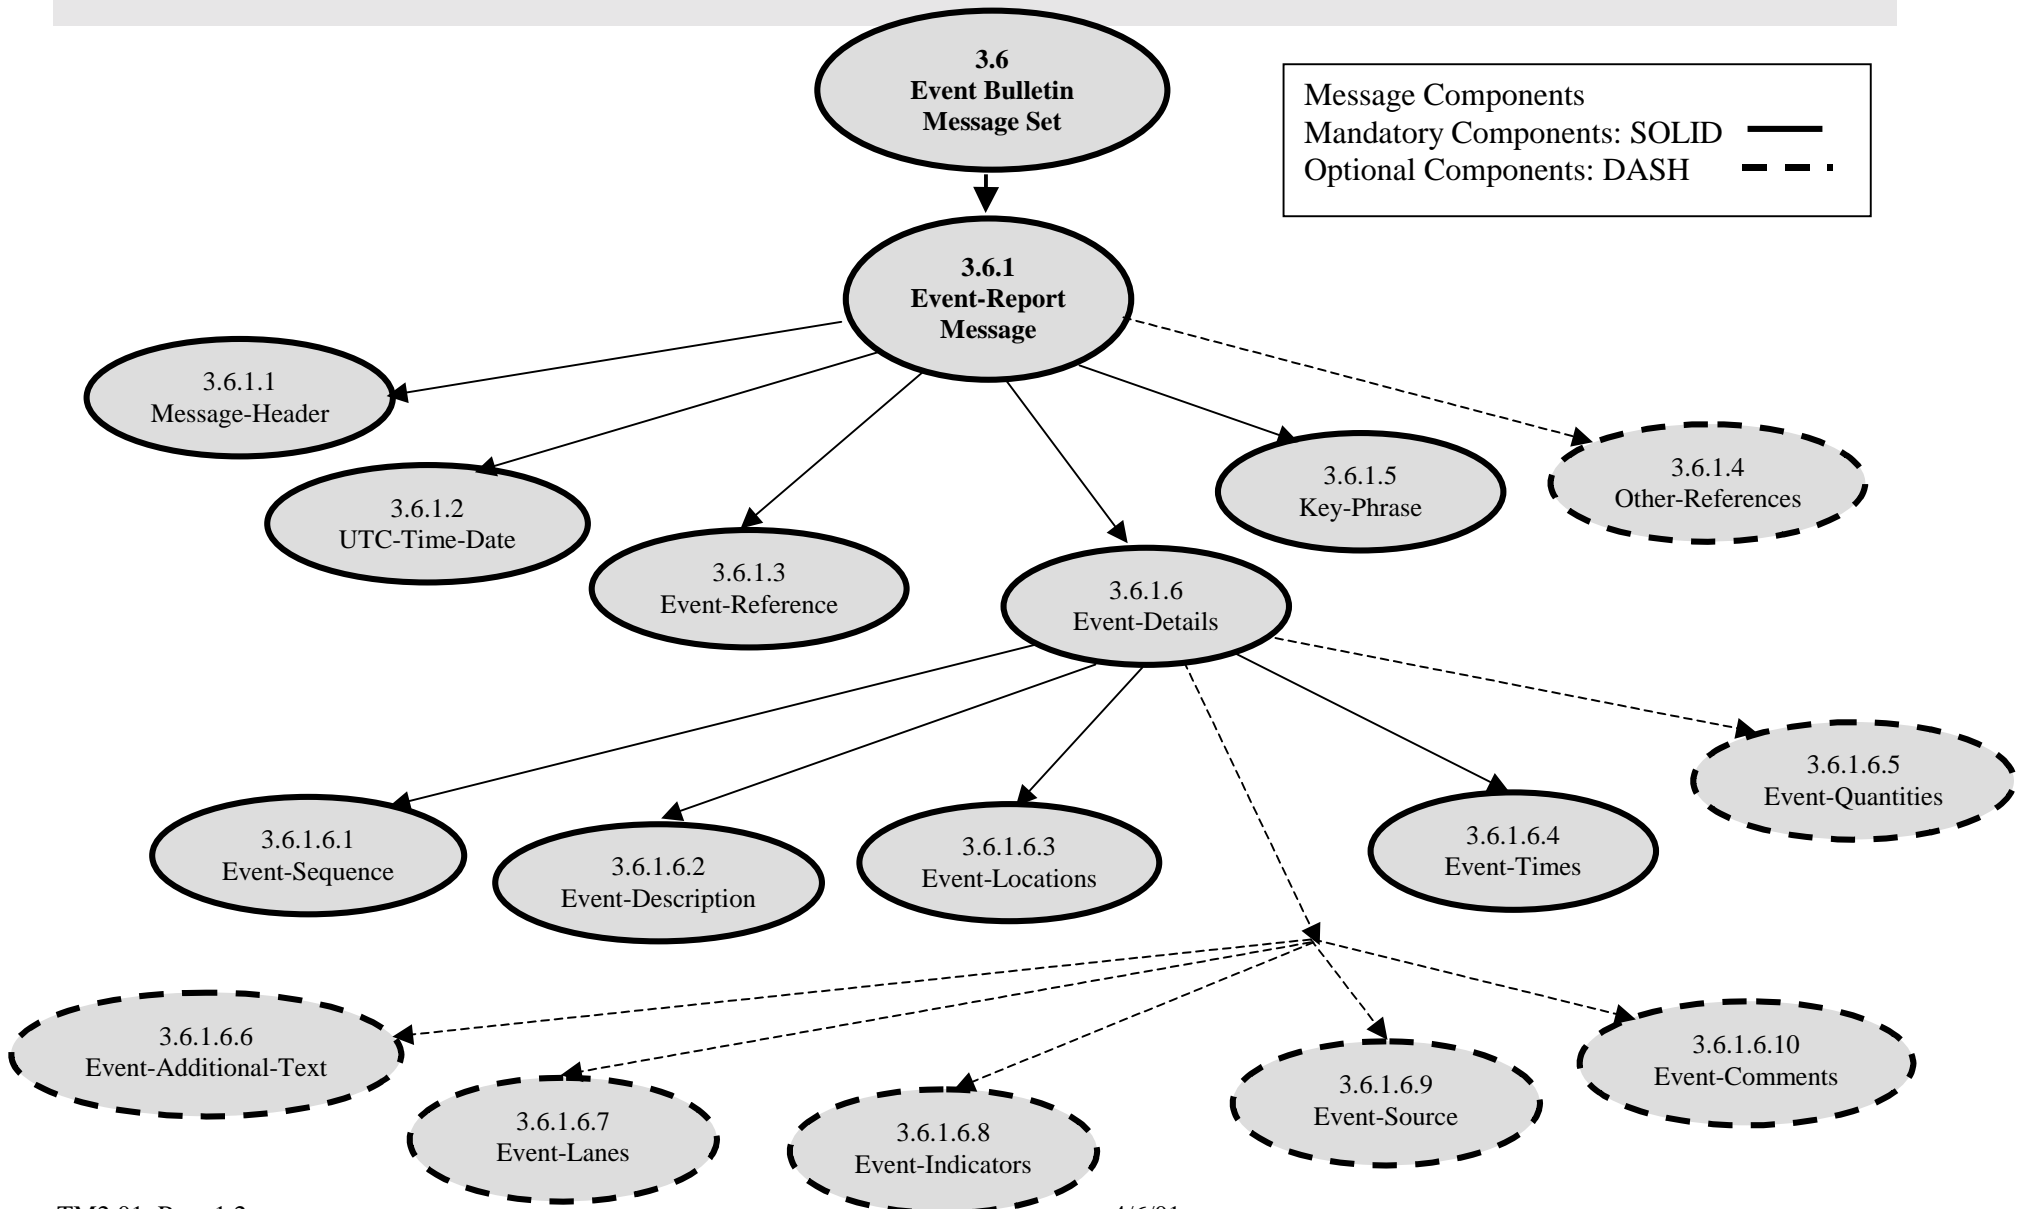 3.6
Event Bulletin
Message Set
Message Components
Mandatory Components: SOLID
Optional Components: DASH
3.6.1
Event-Report
Message
3.6.1.1
Message-Header
3.6.1.2
UTC-Time-Date
3.6.1.3
Event-Reference
3.6.1.6
Event-Details
3.6.1.5
Key-Phrase
3.6.1.4
Other-References
3.6.1.6.1
Event-Sequence
3.6.1.6.2
Event-Description
3.6.1.6.3
Event-Locations
3.6.1.6.4
Event-Times
3.6.1.6.5
Event-Quantities
3.6.1.6.6
Event-Additional-Text
3.6.1.6.7
Event-Lanes
3.6.1.6.8
Event-Indicators
3.6.1.6.9
Event-Source
3.6.1.6.10
Event-Comments